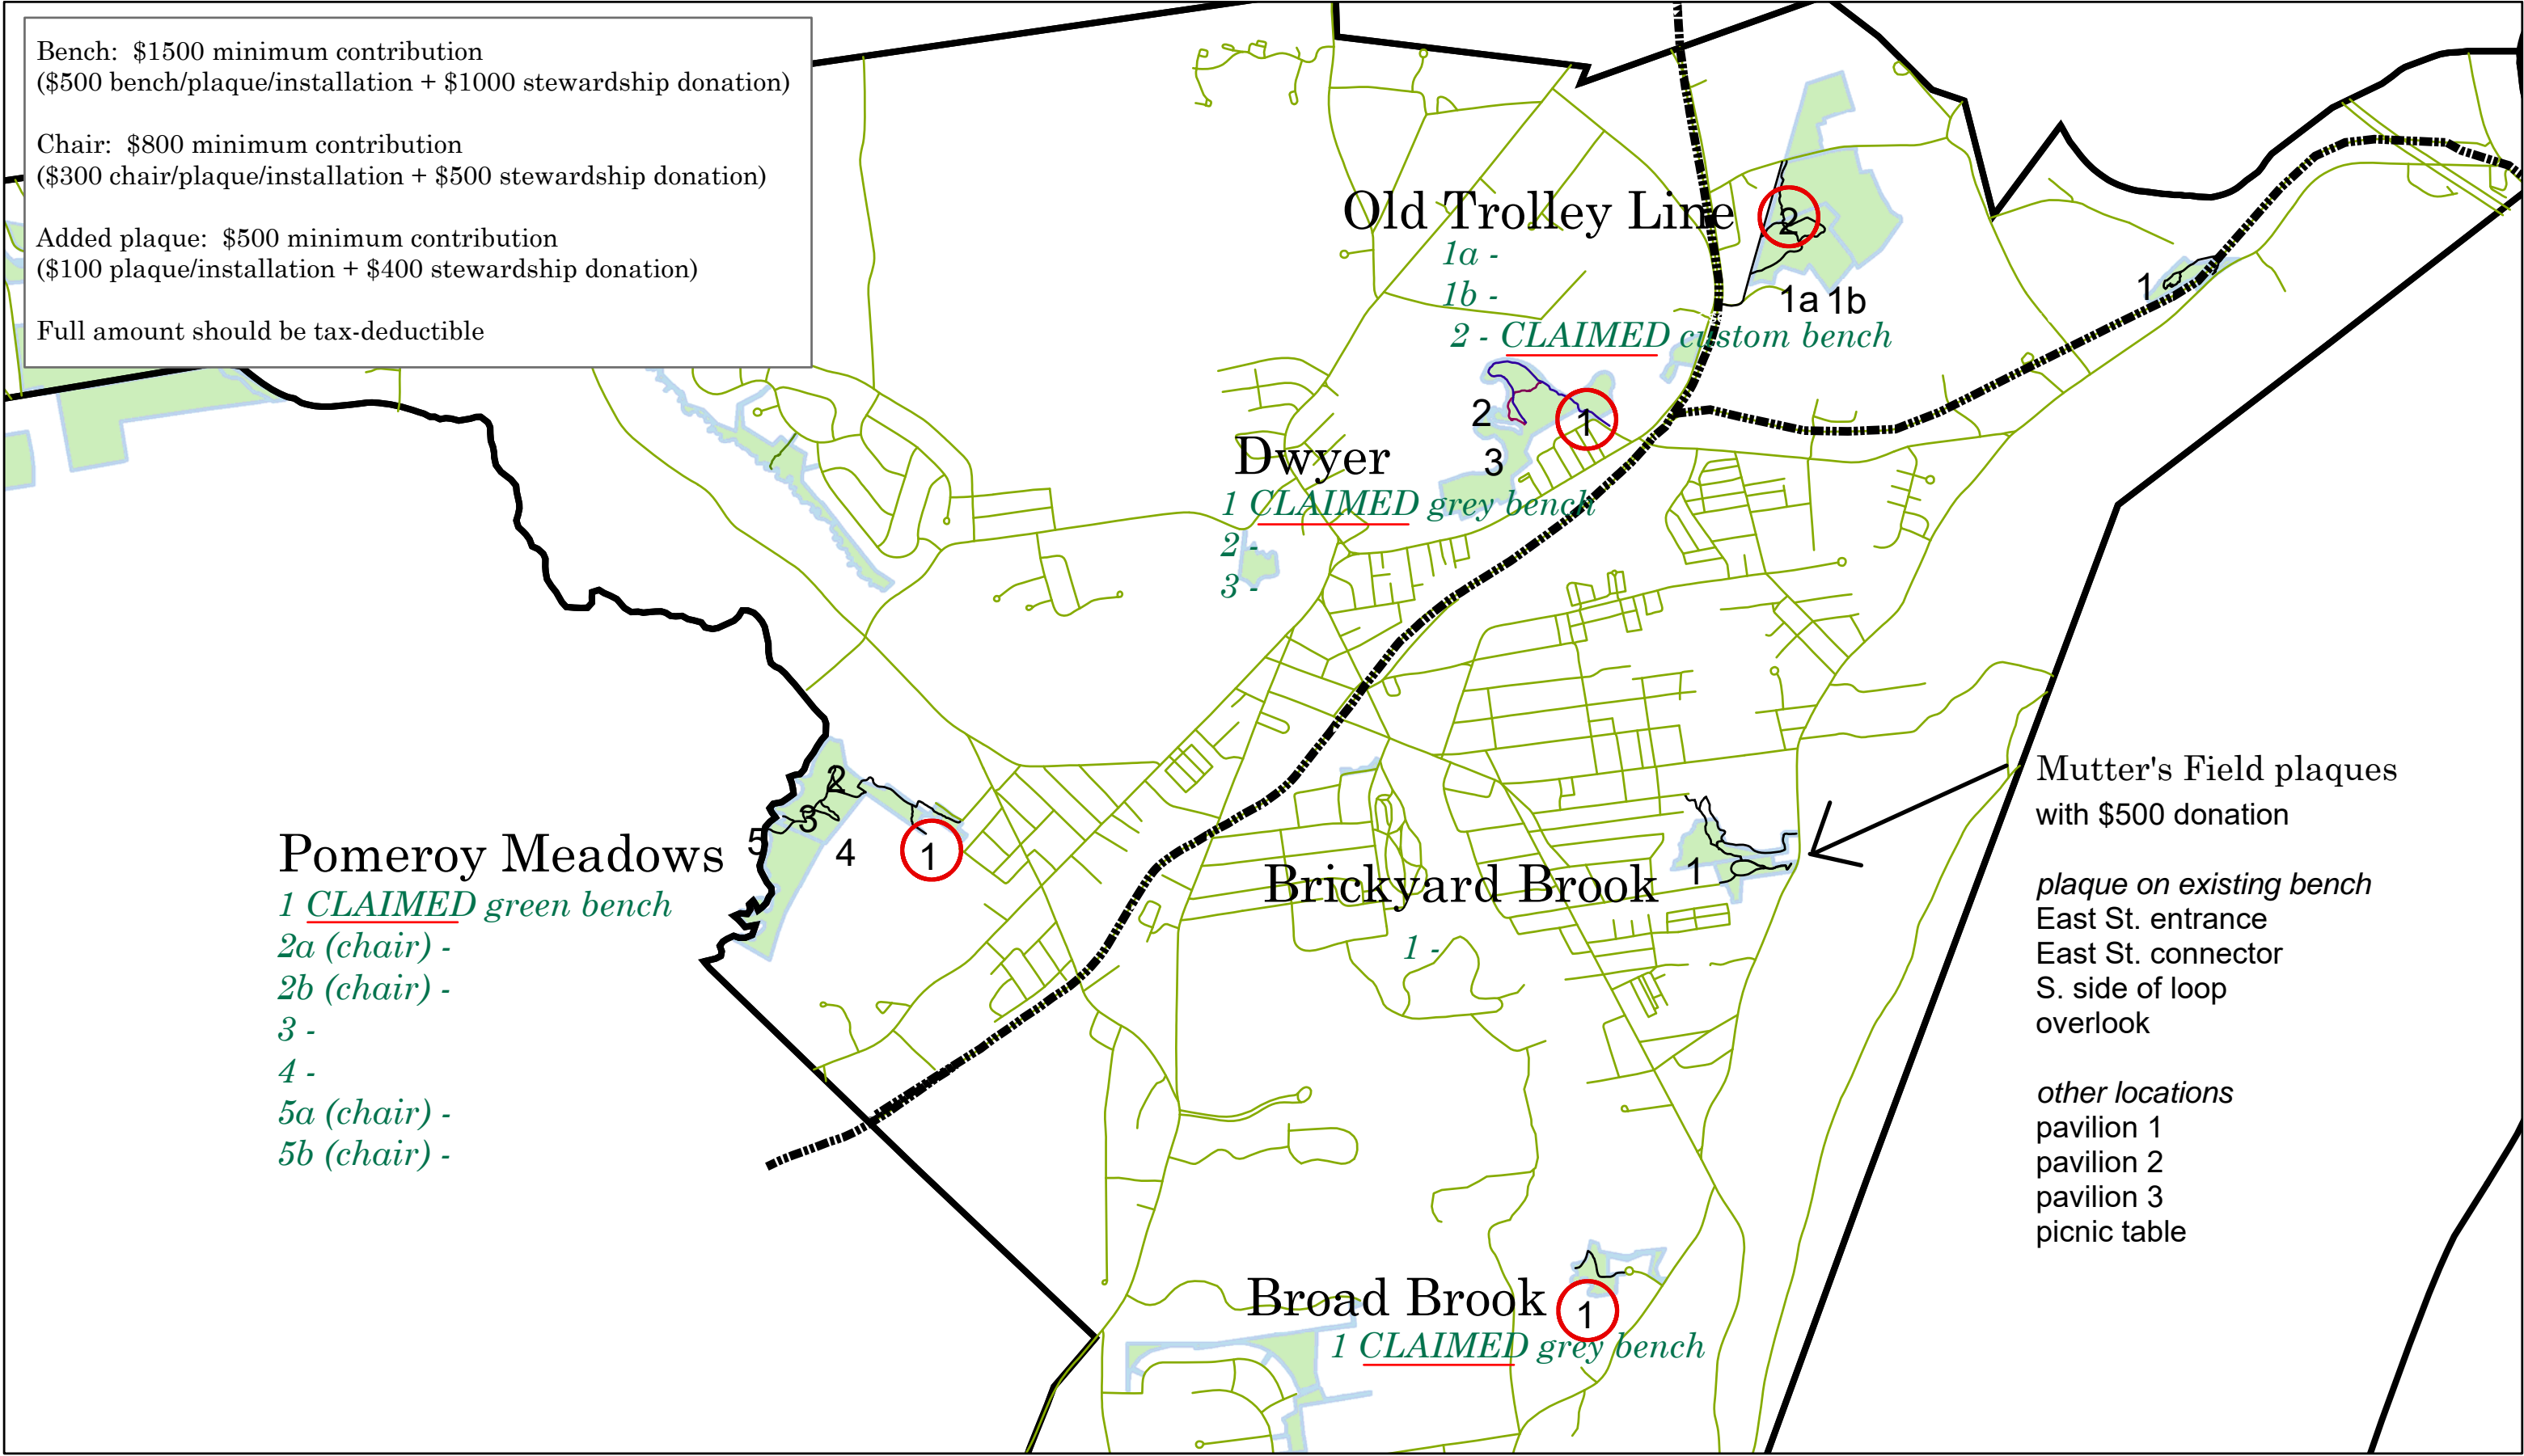 Bench:  $1500 minimum contribution
($500 bench/plaque/installation + $1000 stewardship donation)
Chair:  $800 minimum contribution
($300 chair/plaque/installation + $500 stewardship donation)
Added plaque:  $500 minimum contribution
($100 plaque/installation + $400 stewardship donation)
Full amount should be tax-deductible
Old Trolley Line
1a -
1b -
2 - CLAIMED custom bench
2
1a 1b
1
Dwyer
1 CLAIMED grey bench
2 -
3 -
2
1
3
Pomeroy Meadows
1 CLAIMED green bench
2a (chair) -
2b (chair) -
3 -
4 -
5a (chair) -
5b (chair) -
2
3
5
4
1
Brickyard Brook
1 -
1
Mutter's Field plaques
with $500 donation
plaque on existing bench
East St. entrance
East St. connector
S. side of loop
overlook
other locations
pavilion 1
pavilion 2
pavilion 3
picnic table
Broad Brook
1 CLAIMED grey bench
1